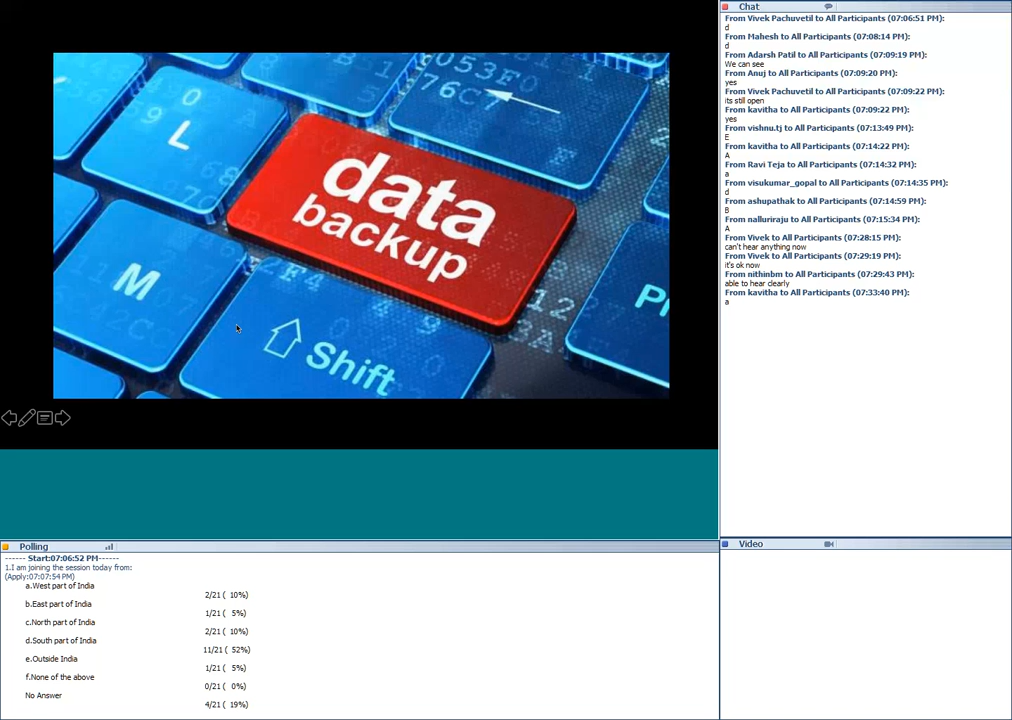 053F0
76C7
0
L
F
8
70
data
backup
M
F4
12
3A
9
Shift
Chat
From Vivek Pachuvetil to All Participants (07:06:51 PM):
d
From Mahesh to All Participants (07:08:14 PM):
d
From Adarsh Patil to All Participants (07:09:19 PM):
We can see
From Anuj to All Participants (07:09:20 PM):
yes
From Vivek Pachuvetil to All Participants (07:09:22 PM):
its still open
From kavitha to All Participants (07:09:22 PM):
yes
From vishnu.tj to All Participants (07:13:49 PM):
E
From kavitha to All Participants (07:14:22 PM):
A
From Ravi Teja to All Participants (07:14:32 PM):
a
From visukumar_gopal to All Participants (07:14:35 PM):
d
From ashupathak to All Participants (07:14:59 PM):
B
From nalluriraju to All Participants (07:15:34 PM):
A
From Vivek to All Participants (07:28:15 PM):
can't hear anything now
From Vivek to All Participants (07:29:19 PM):
it's ok now
From nithinbm to All Participants (07:29:43 PM):
able to hear clearly
From kavitha to All Participants (07:33:40 PM):
a
Polling
------ Start:07:06:52 PM------
1.I am joining the session today from:
(Apply:07:07:54 PM)
a.West part of India
2/21 ( 10%)
b.East part of India
1/21 ( 5%)
c.North part of India
2/21 ( 10%)
d.South part of India
11/21 ( 52%)
e.Outside India
1/21 ( 5%)
f.None of the above
0/21 ( 0%)
No Answer
4/21 ( 19%)
Video